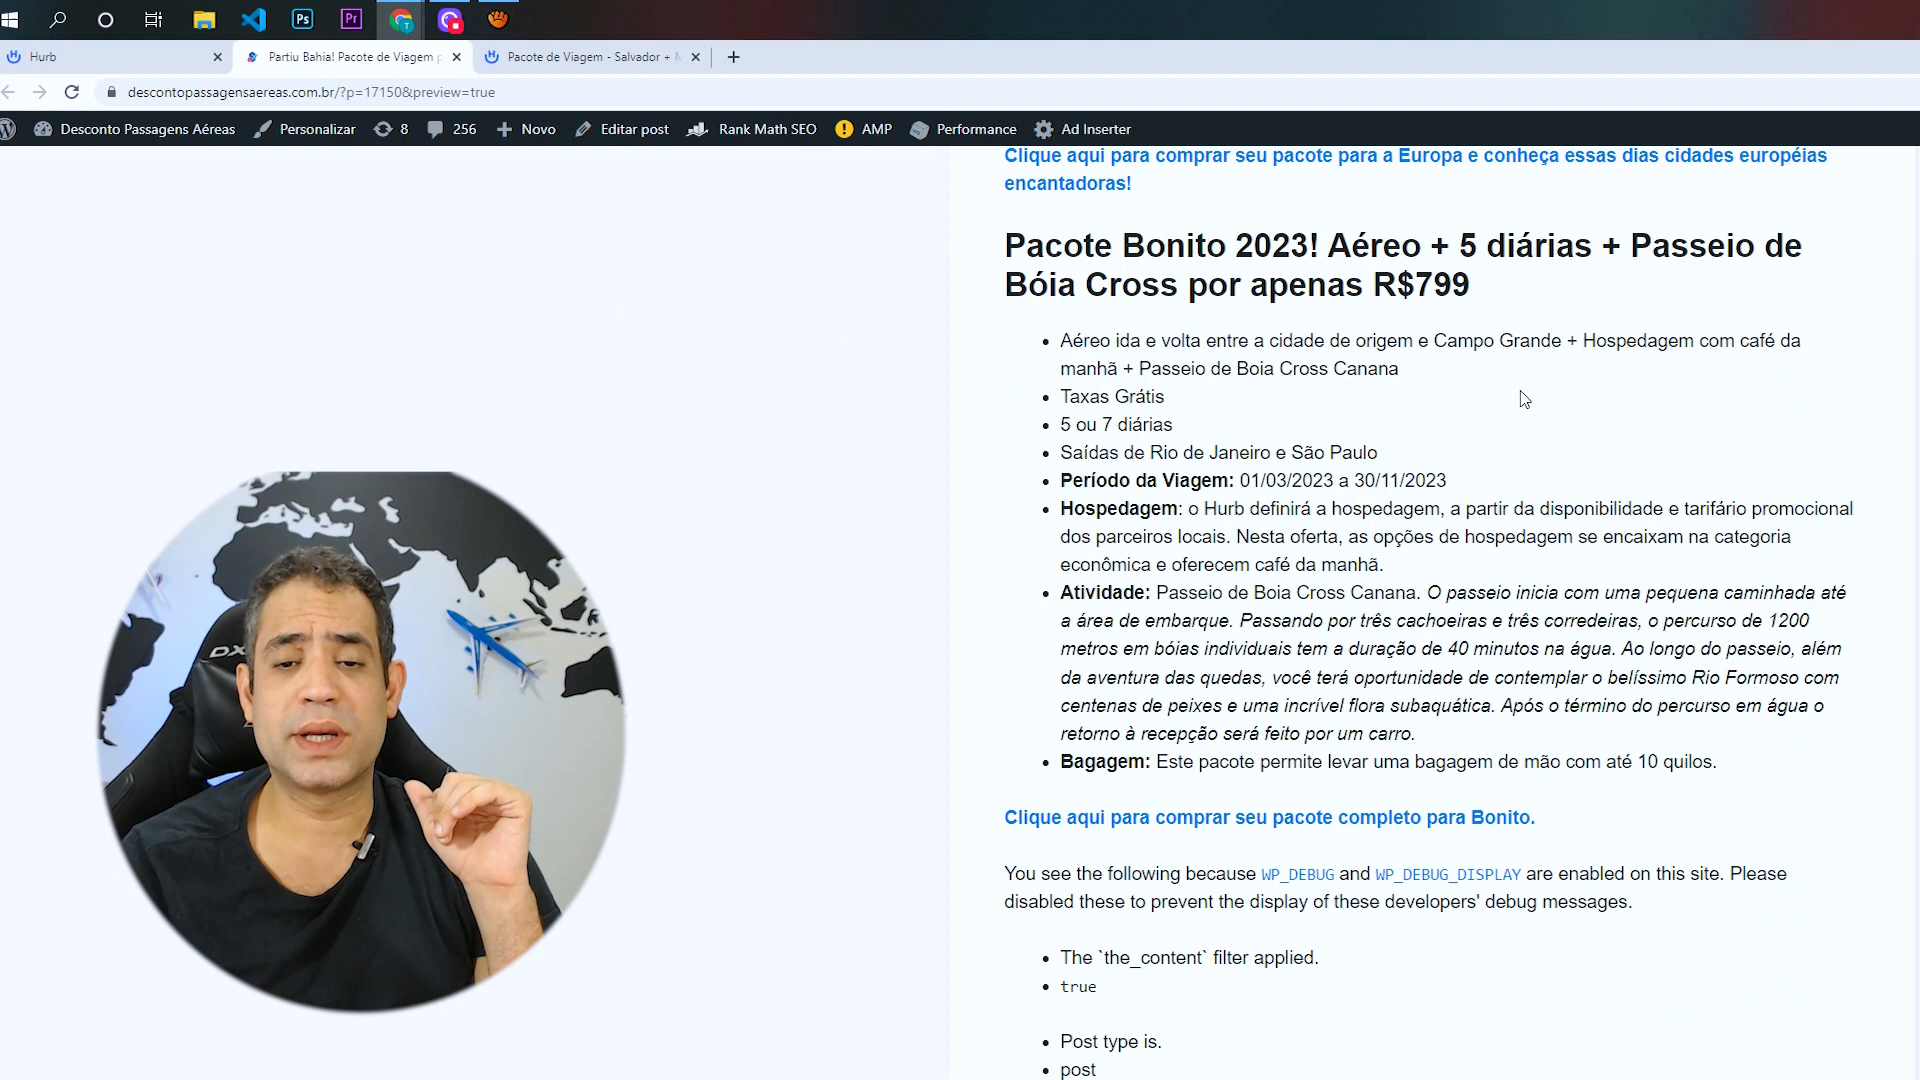 Ps
Pr
Hurb
Partiu Bahia! Pacote de Viagem p
Pacote de Viagem - Salvador +
descontopassagensaereas.com.br/?p=17150&preview=true
Desconto Passagens Aéreas
Personalizar
8
256
Novo
Editar post
Rank Math SEO
AMP
Performance
Ad Inserter
Clique aqui para comprar seu pacote para a Europa e conheça essas dias cidades européias
encantadoras!
Pacote Bonito 2023! Aéreo + 5 diárias + Passeio de
Bóia Cross por apenas R$799
Aéreo ida e volta entre a cidade de origem e Campo Grande + Hospedagem com café da
manhã + Passeio de Boia Cross Canana
Taxas Grátis
5 ou 7 diárias
Saídas de Rio de Janeiro e São Paulo
Período da Viagem: 01/03/2023 a 30/11/2023
Hospedagem: o Hurb definirá a hospedagem, a partir da disponibilidade e tarifário promocional
dos parceiros locais. Nesta oferta, as opções de hospedagem se encaixam na categoria
econômica e oferecem café da manhã.
Atividade: Passeio de Boia Cross Canana. O passeio inicia com uma pequena caminhada até
a área de embarque. Passando por três cachoeiras e três corredeiras, o percurso de 1200
metros em bóias individuais tem a duração de 40 minutos na água. Ao longo do passeio, além
da aventura das quedas, você terá oportunidade de contemplar o belíssimo Rio Formoso com
centenas de peixes e uma incrível flora subaquática. Após o término do percurso em água o
retorno à recepção será feito por um carro.
Bagagem: Este pacote permite levar uma bagagem de mão com até 10 quilos.
Clique aqui para comprar seu pacote completo para Bonito.
You see the following because WP_DEBUG and WP_DEBUG_DISPLAY are enabled on this site. Please
disabled these to prevent the display of these developers' debug messages.
The `the_content` filter applied.
true
Post type is.
post
DX